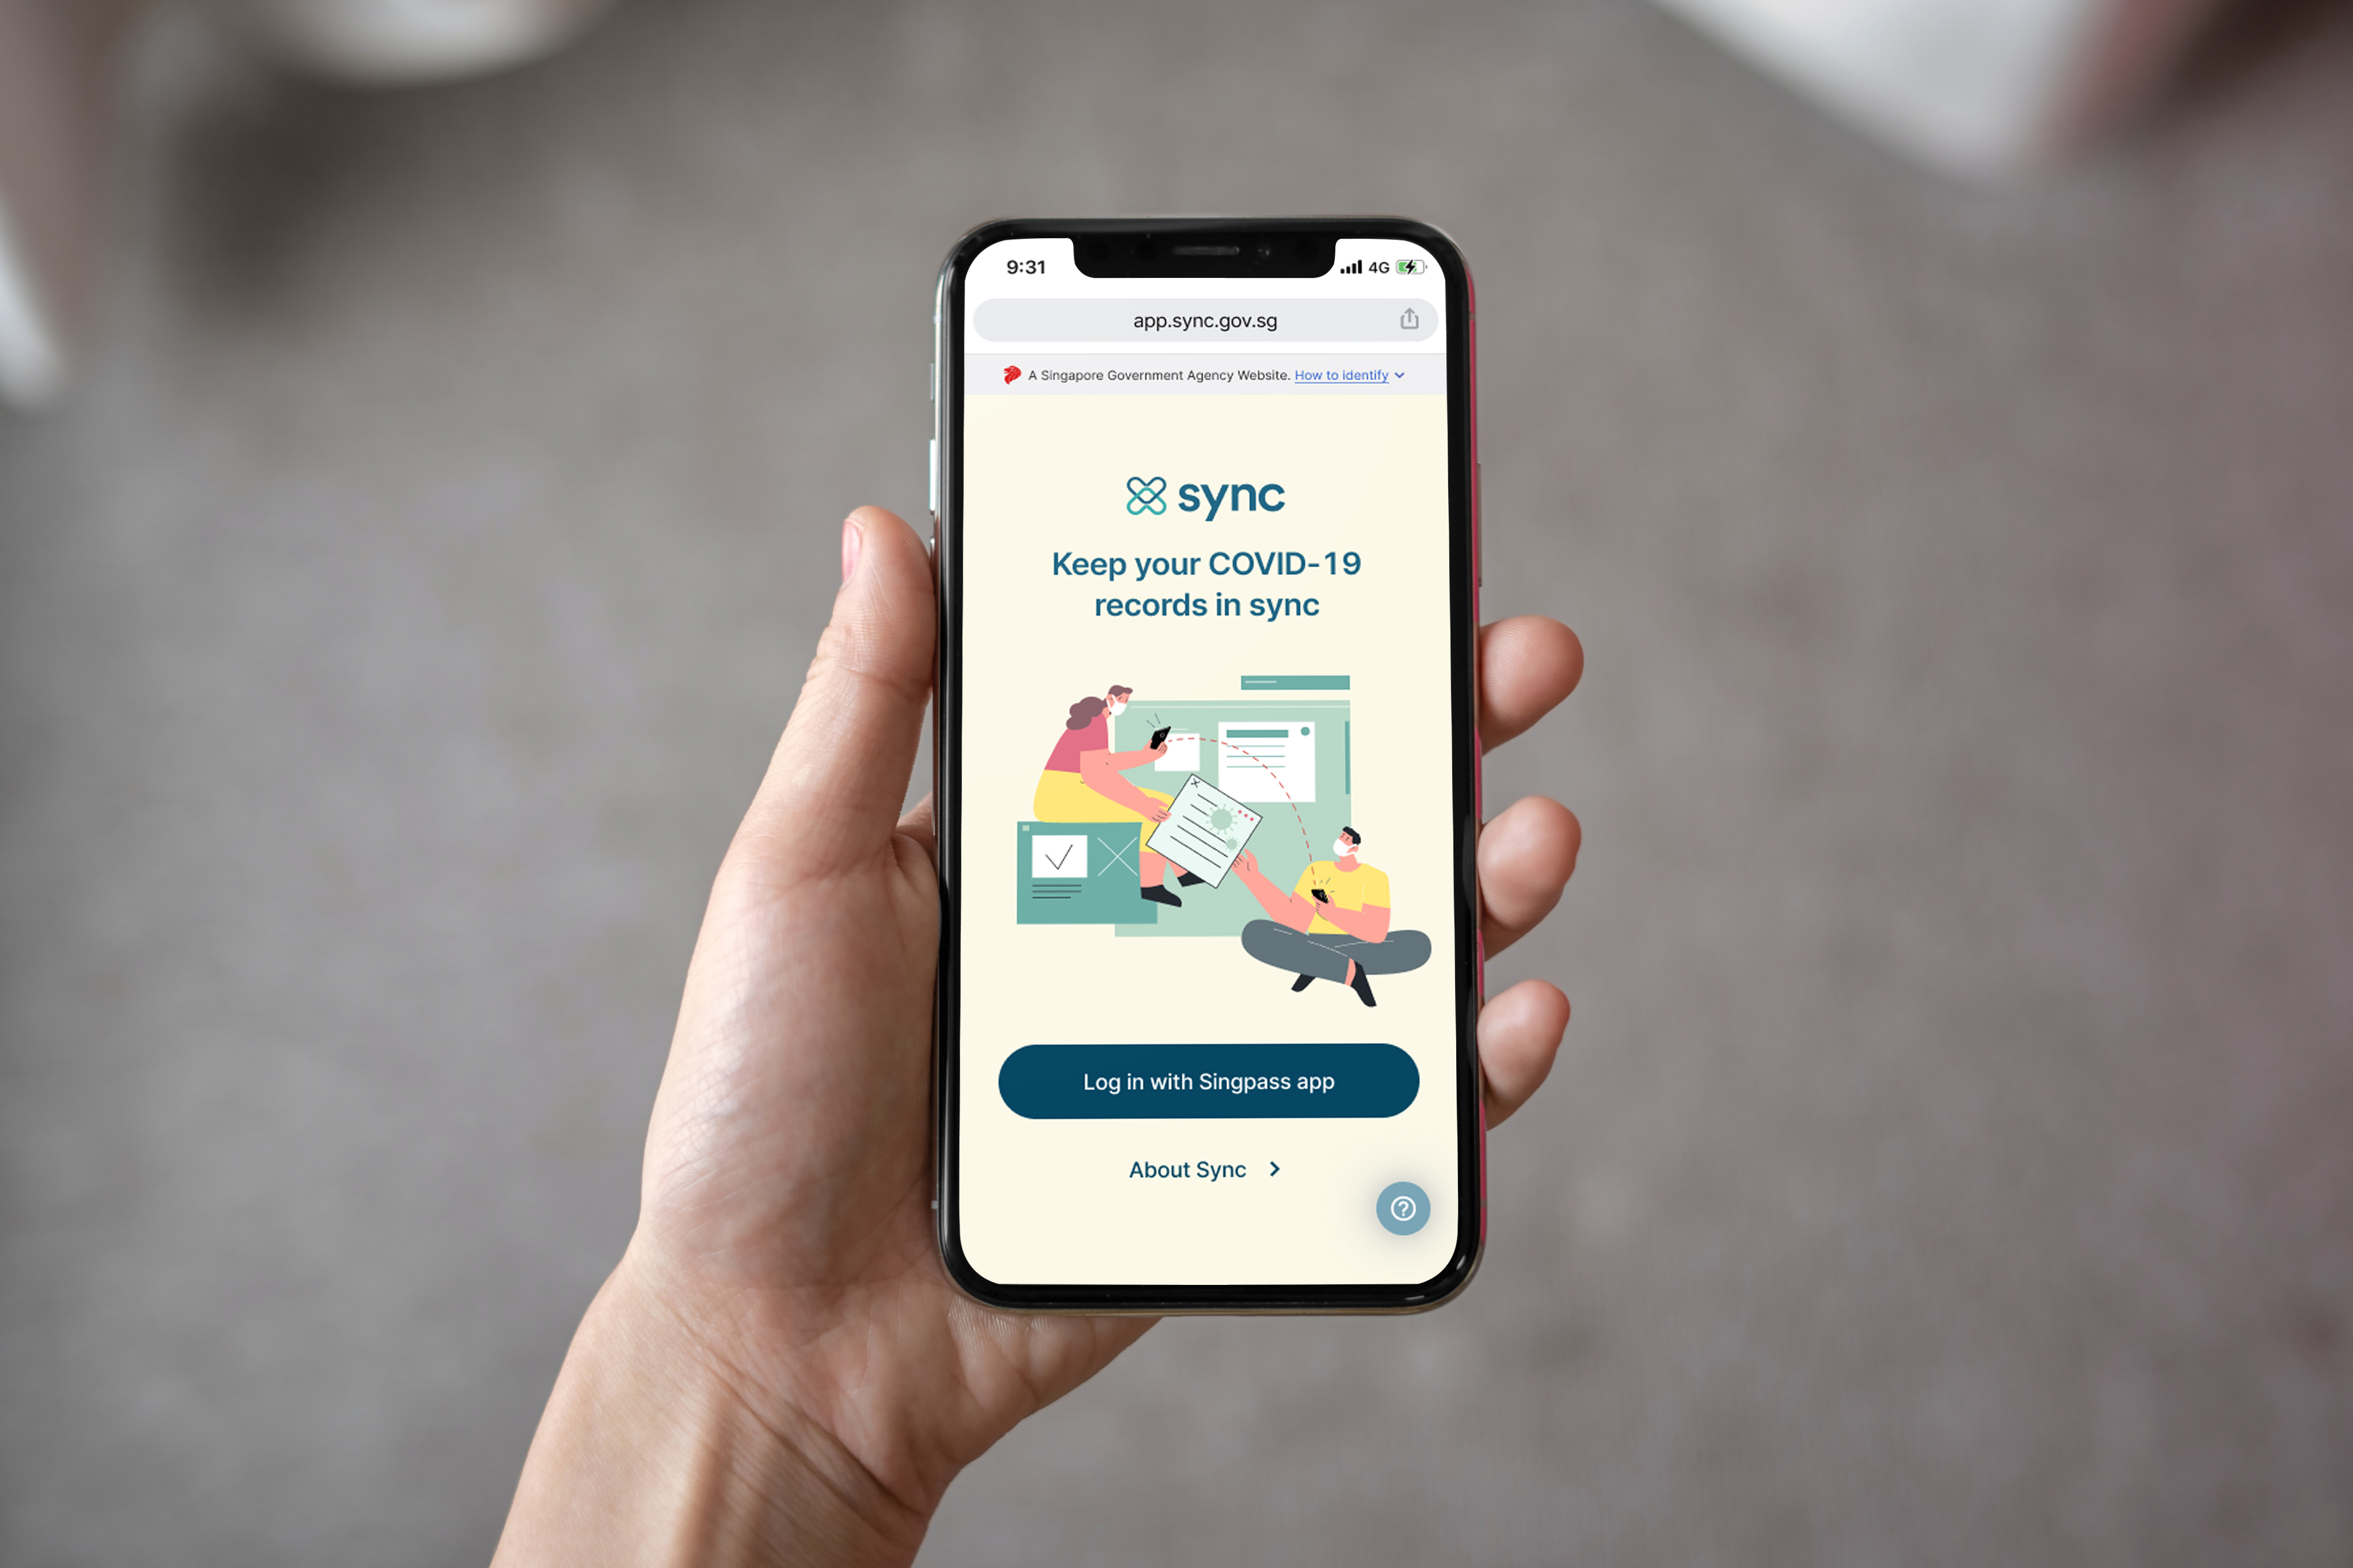 9:31 4G
app.sync.gov.sg
A Singapore Government Agency Website. How to identify
sync
Keep your COVID-19
records in sync
Log in with Singpass app
About Sync
?